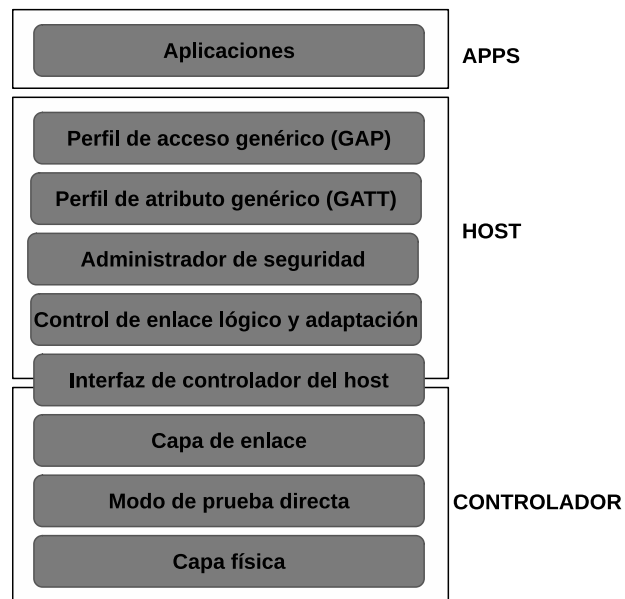 Aplicaciones
APPS
Perfil de acceso genérico (GAP)
Perfil de atributo genérico (GATT)
HOST
Administrador de seguridad
Control de enlace lógico y adaptación
Interfaz de controlador del host
Capa de enlace
Modo de prueba directa
CONTROLADOR
Capa física